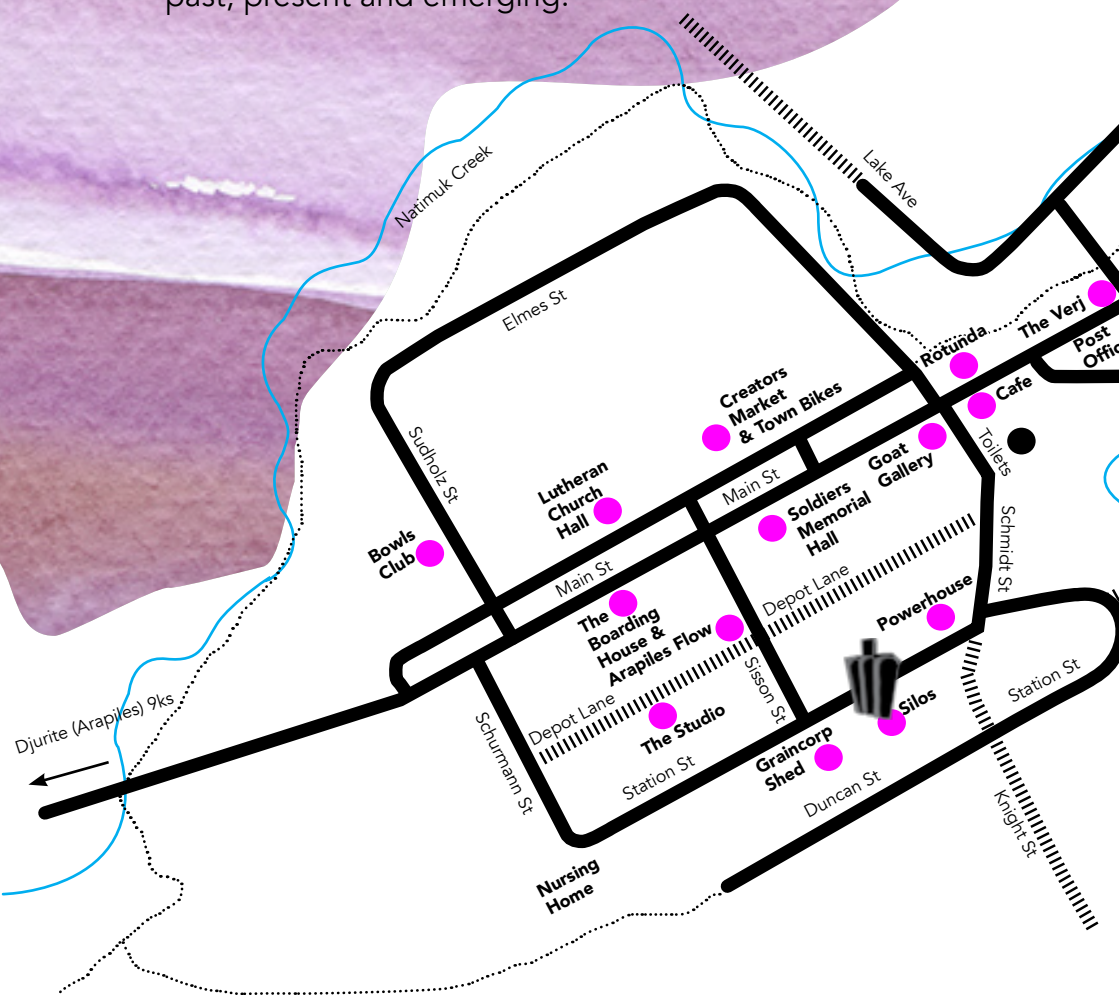 past, present and emerging.
Lake Ave
Natimuk Creek
Elmes St
The Verj
Rotunda
Post
Cafe
Creators
Market
& Town Bikes
Sudholz St
Goat
Gallery
Toilets
Lutheran
Church
Hall
Main St
Soldiers
Memorial
Hall
Schmidt St
Bowls
Club
Main St
Depot Lane
Powerhouse
The
Boarding
House &
Arapiles Flow
Sisson St
Station St
Djurite (Arapiles) 9ks
Depot Lane
The Studio
Silos
Schurmann St
Graincorp
Shed
Station St
Duncan St
Knight St
Nursing
Home